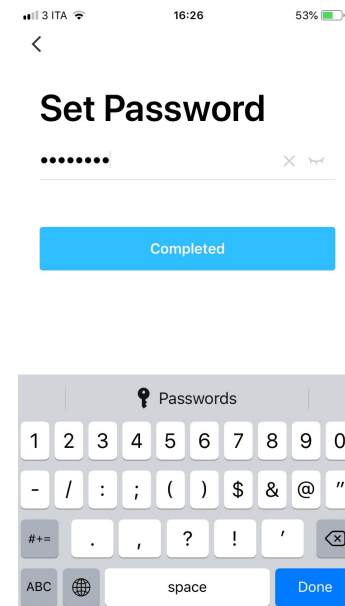 3 ITA 16:26 53%
Set Password
••••••••
Completed
Passwords
1 2 3 4 5 6 7 8 9 0
- / : ; ( ) $ & @ "
#+= . , ? ! '
ABC space Done